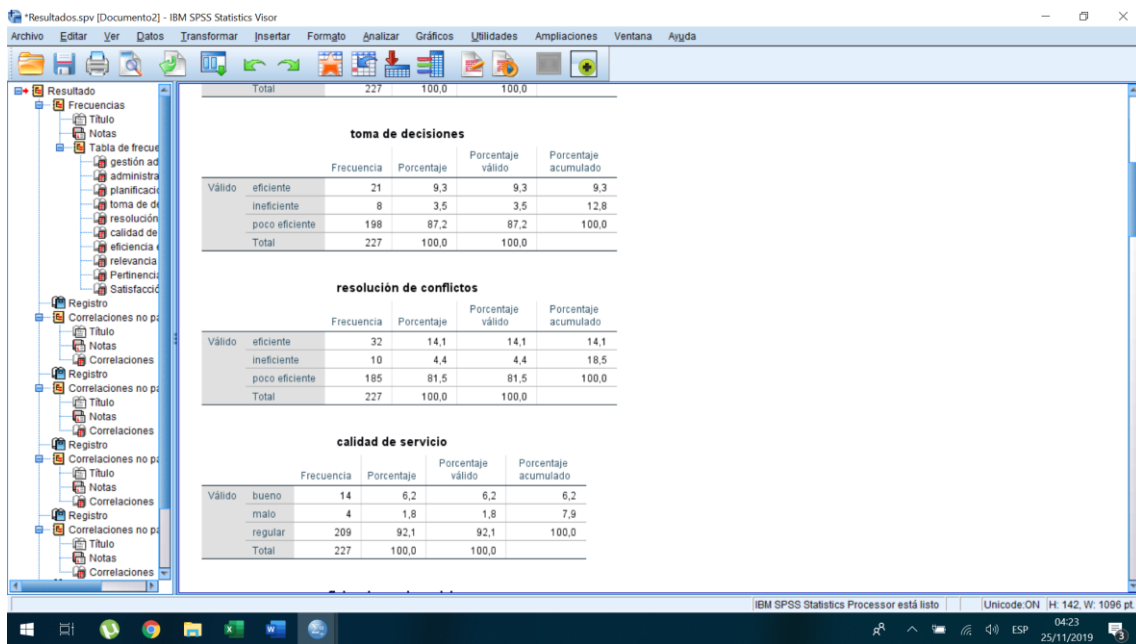 *Resultados.spv [Documento2] - IBM SPSS Statistics Visor
Archivo Editar Ver Datos Transformar Insertar Formato Analizar Gráficos Utilidades Ampliaciones Ventana Ayuda
Resultado
Frecuencias
Título
Notas
Tabla de frecue
gestión ad
administra
planificació
toma de de
resolución
calidad de
eficiencia e
relevancia
Pertinencia
Satisfacció
Registro
Correlaciones no pa
Título
Notas
Correlaciones
Registro
Correlaciones no pa
Título
Notas
Correlaciones
Registro
Correlaciones no pa
Título
Notas
Correlaciones
Registro
Correlaciones no pa
Título
Notas
Correlaciones
Total 227 100,0 100,0
toma de decisiones
Frecuencia Porcentaje Porcentaje válido Porcentaje acumulado
Válido eficiente 21 9,3 9,3 9,3
ineficiente 8 3,5 3,5 12,8
poco eficiente 198 87,2 87,2 100,0
Total 227 100,0 100,0
resolución de conflictos
Frecuencia Porcentaje Porcentaje válido Porcentaje acumulado
Válido eficiente 32 14,1 14,1 14,1
ineficiente 10 4,4 4,4 18,5
poco eficiente 185 81,5 81,5 100,0
Total 227 100,0 100,0
calidad de servicio
Frecuencia Porcentaje Porcentaje válido Porcentaje acumulado
Válido bueno 14 6,2 6,2 6,2
malo 4 1,8 1,8 7,9
regular 209 92,1 92,1 100,0
Total 227 100,0 100,0
IBM SPSS Statistics Processor está listo Unicode:ON H: 142, W: 1096 pt.
ESP 04:23
25/11/2019